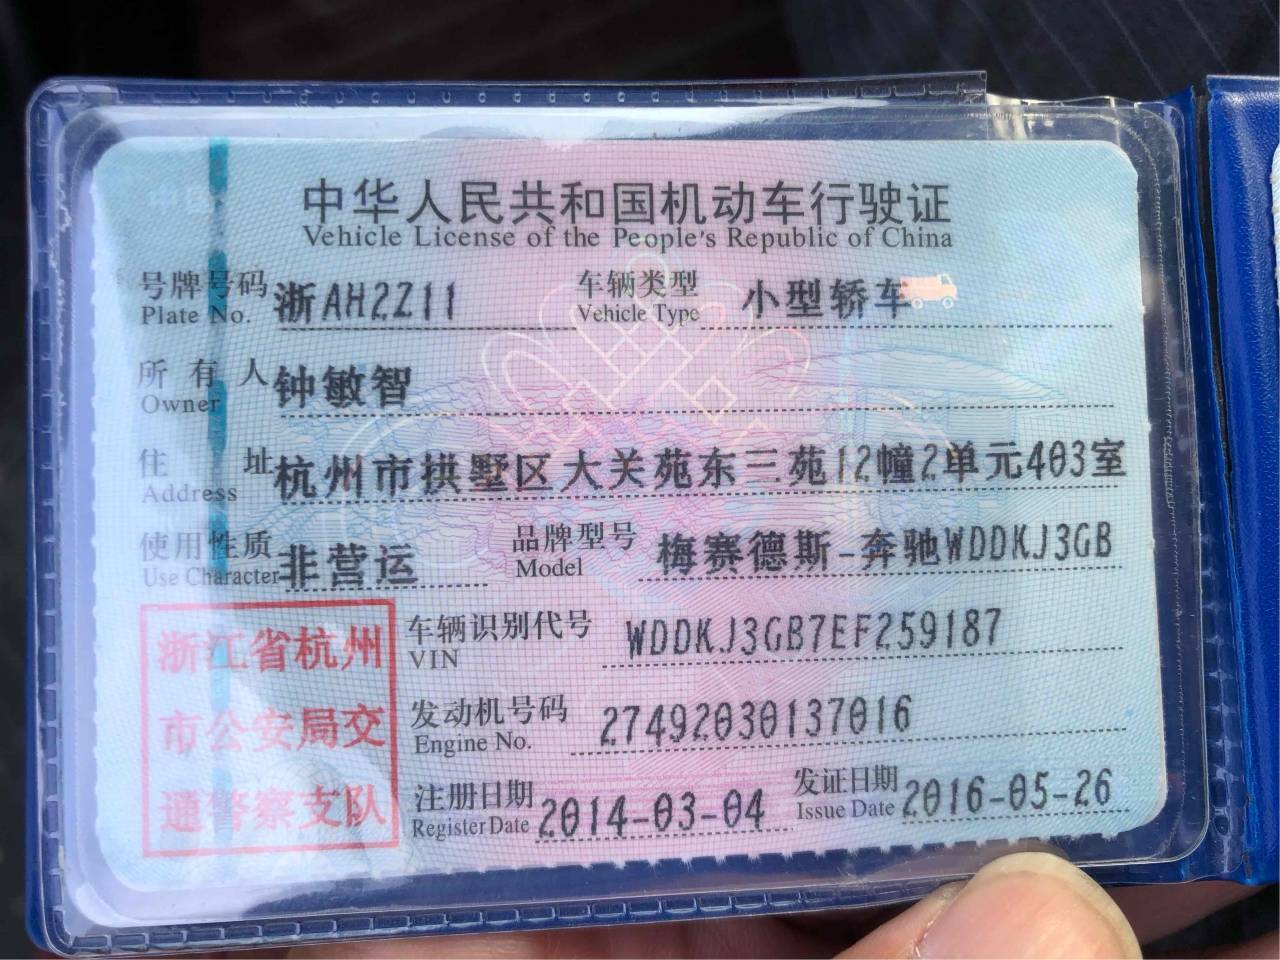 中华人民共和国机动车行驶证
Vehicle License of the People's Republic of China
号牌号码 浙AH2Z11 车辆类型 小型轿车
Plate No. Vehicle Type
所有人 钟敏智
Owner
住址 杭州市拱墅区大关苑东三苑12幢2单元403室
Address
使用性质 非营运 品牌型号 梅赛德斯-奔驰WDDKJ3GB
Use Character Model
浙江省杭州
市公安局交
通警察支队
车辆识别代号 WDDKJ3GB7EF259187
VIN
发动机号码 27492030137016
Engine No.
注册日期 2014-03-04 发证日期 2016-05-26
Register Date Issue Date